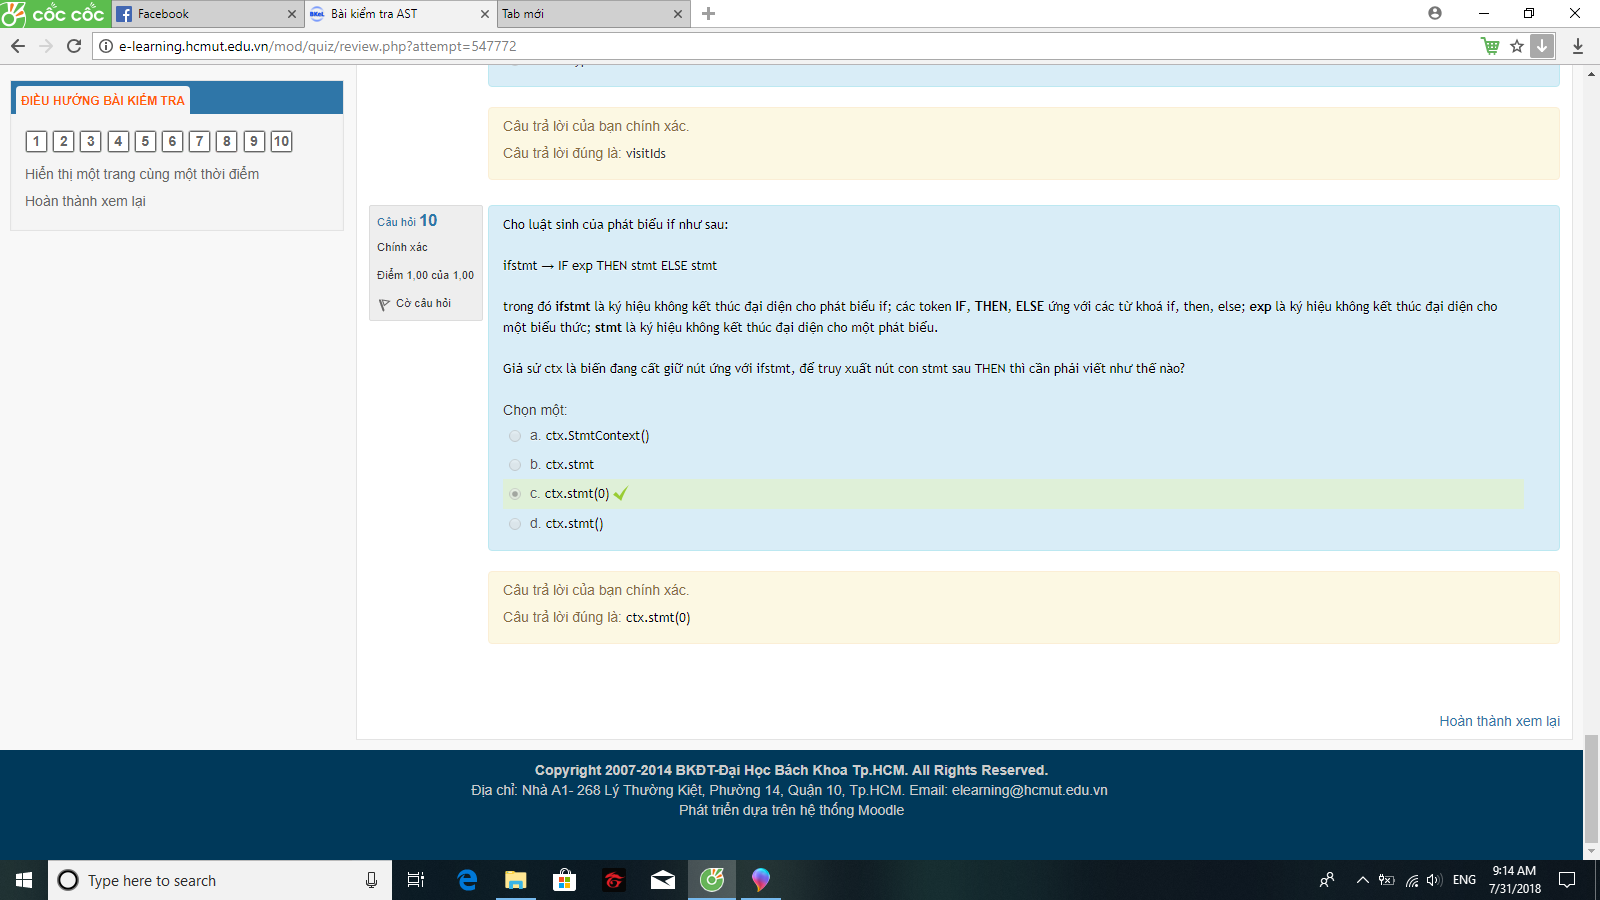 cốc cốc
Facebook
Bài kiểm tra AST
Tab mới
e-learning.hcmut.edu.vn/mod/quiz/review.php?attempt=547772
ĐIỀU HƯỚNG BÀI KIỂM TRA
1 2 3 4 5 6 7 8 9 10
Hiển thị một trang cùng một thời điểm
Hoàn thành xem lại
Câu trả lời của bạn chính xác.
Câu trả lời đúng là: visitIds
Câu hỏi 10
Chính xác
Điểm 1,00 của 1,00
Cờ câu hỏi
Cho luật sinh của phát biểu if như sau:
ifstmt → IF exp THEN stmt ELSE stmt
trong đó ifstmt là ký hiệu không kết thúc đại diện cho phát biểu if; các token IF, THEN, ELSE ứng với các từ khoá if, then, else; exp là ký hiệu không kết thúc đại diện cho
một biểu thức; stmt là ký hiệu không kết thúc đại diện cho một phát biểu.
Giả sử ctx là biến đang cất giữ nút ứng với ifstmt, để truy xuất nút con stmt sau THEN thì cần phải viết như thế nào?
Chọn một:
a. ctx.StmtContext()
b. ctx.stmt
c. ctx.stmt(0)
d. ctx.stmt()
Câu trả lời của bạn chính xác.
Câu trả lời đúng là: ctx.stmt(0)
Hoàn thành xem lại
Copyright 2007-2014 BKĐT-Đại Học Bách Khoa Tp.HCM. All Rights Reserved.
Địa chỉ: Nhà A1- 268 Lý Thường Kiệt, Phường 14, Quận 10, Tp.HCM. Email: elearning@hcmut.edu.vn
Phát triển dựa trên hệ thống Moodle
Type here to search
ENG
9:14 AM
7/31/2018